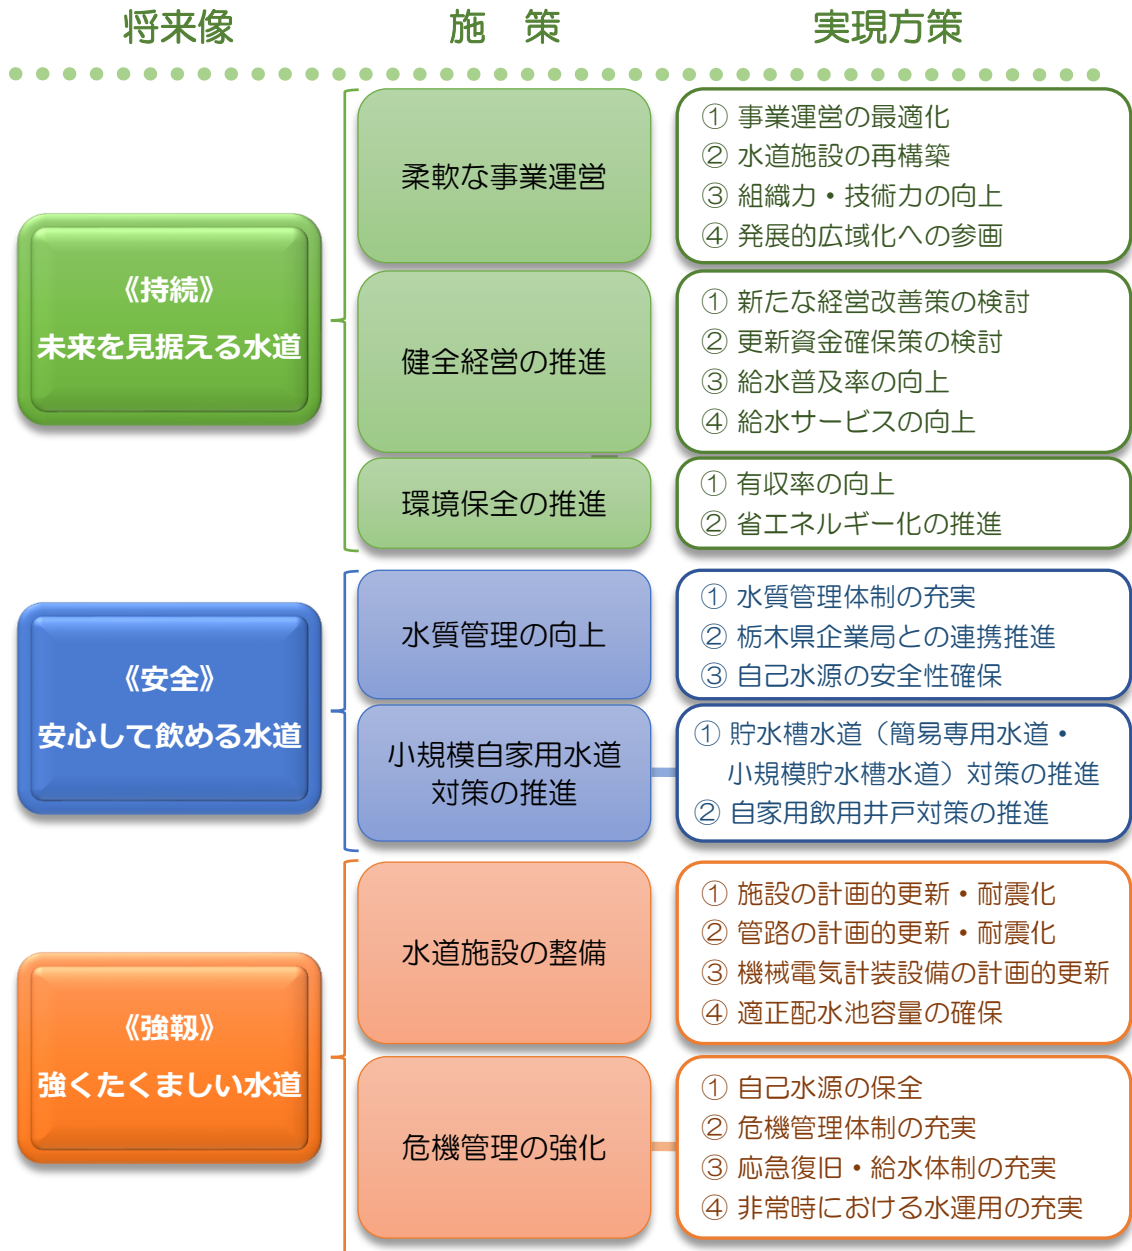 将来像 施 策 実現方策
《持続》
未来を見据える水道
柔軟な事業運営
① 事業運営の最適化
② 水道施設の再構築
③ 組織力・技術力の向上
④ 発展的広域化への参画
健全経営の推進
① 新たな経営改善策の検討
② 更新資金確保策の検討
③ 給水普及率の向上
④ 給水サービスの向上
環境保全の推進
① 有収率の向上
② 省エネルギー化の推進
《安全》
安心して飲める水道
水質管理の向上
① 水質管理体制の充実
② 栃木県企業局との連携推進
③ 自己水源の安全性確保
小規模自家用水道
対策の推進
① 貯水槽水道（簡易専用水道・
小規模貯水槽水道）対策の推進
② 自家用飲用井戸対策の推進
《強靱》
強くたくましい水道
水道施設の整備
① 施設の計画的更新・耐震化
② 管路の計画的更新・耐震化
③ 機械電気計装設備の計画的更新
④ 適正配水池容量の確保
危機管理の強化
① 自己水源の保全
② 危機管理体制の充実
③ 応急復旧・給水体制の充実
④ 非常時における水運用の充実